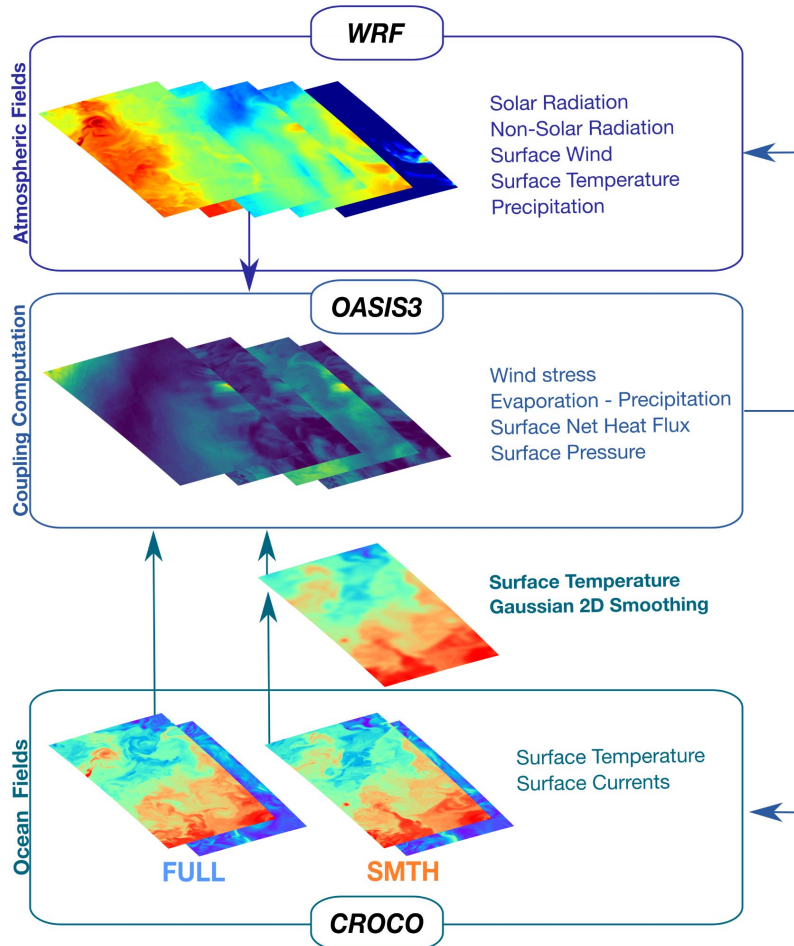 WRF
Atmospheric Fields
Solar Radiation
Non-Solar Radiation
Surface Wind
Surface Temperature
Precipitation
OASIS3
Coupling Computation
Wind stress
Evaporation - Precipitation
Surface Net Heat Flux
Surface Pressure
Surface Temperature
Gaussian 2D Smoothing
Ocean Fields
Surface Temperature
Surface Currents
FULL
SMTH
CROCO